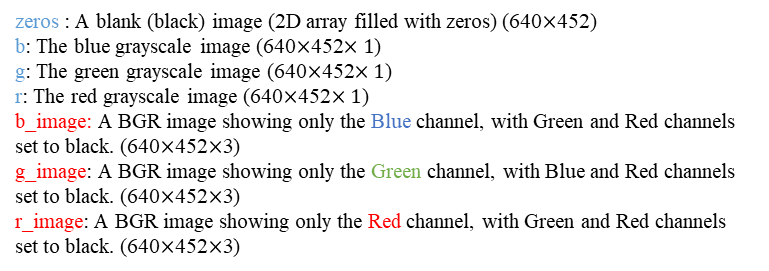 zeros : A blank (black) image (2D array filled with zeros) (640×452)
b: The blue grayscale image (640×452× 1)
g: The green grayscale image (640×452× 1)
r: The red grayscale image (640×452× 1)
b_image: A BGR image showing only the Blue channel, with Green and Red channels
set to black. (640×452×3)
g_image: A BGR image showing only the Green channel, with Blue and Red channels
set to black. (640×452×3)
r_image: A BGR image showing only the Red channel, with Green and Red channels
set to black. (640×452×3)